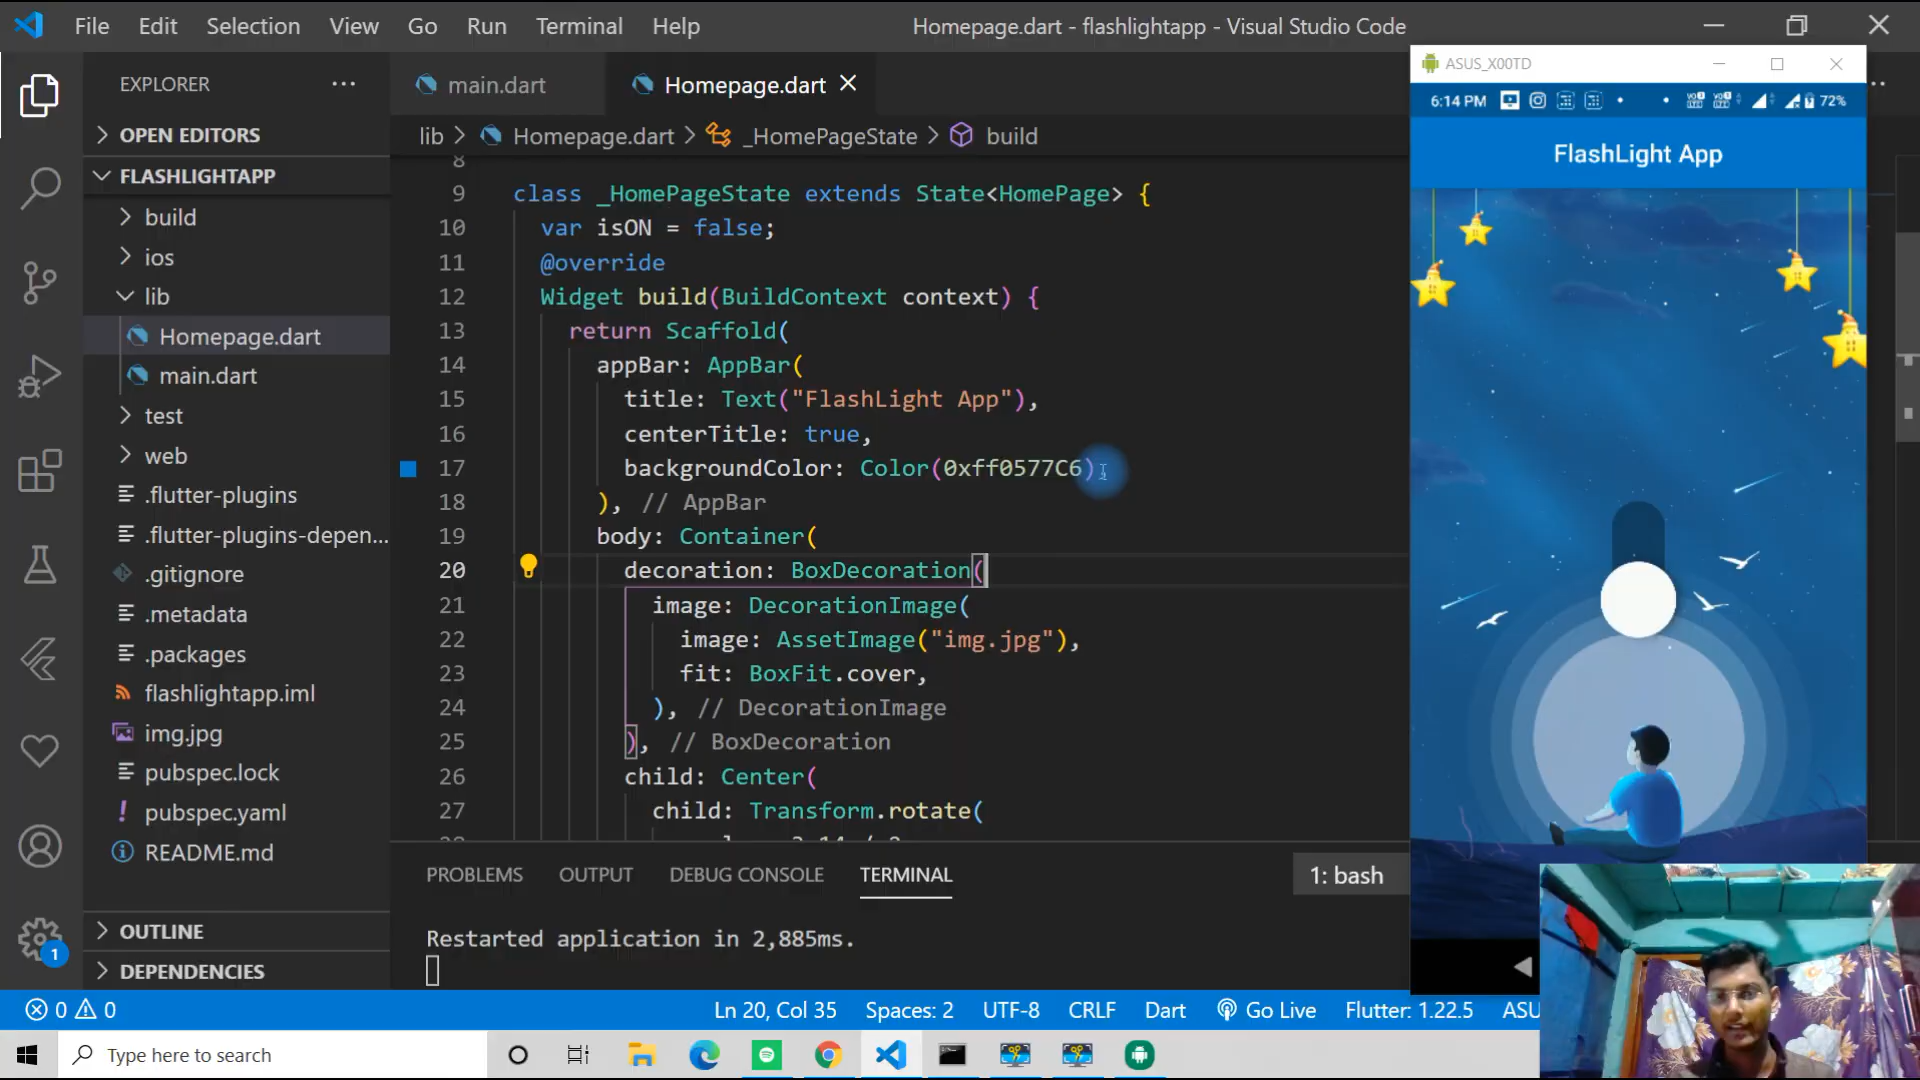 File Edit Selection View Go Run Terminal Help
Homepage.dart - flashlightapp - Visual Studio Code
EXPLORER
OPEN EDITORS
FLASHLIGHTAPP
build
ios
lib
Homepage.dart
main.dart
test
web
.flutter-plugins
.flutter-plugins-depen...
.gitignore
.metadata
.packages
flashlightapp.iml
img.jpg
pubspec.lock
pubspec.yaml
README.md
OUTLINE
DEPENDENCIES
1
main.dart Homepage.dart
lib > Homepage.dart > _HomePageState > build
8
9 class _HomePageState extends State<HomePage> {
10 var isON = false;
11 @override
12 Widget build(BuildContext context) {
13 return Scaffold(
14 appBar: AppBar(
15 title: Text("FlashLight App"),
16 centerTitle: true,
17 backgroundColor: Color(0xff0577C6),
18 ), // AppBar
19 body: Container(
20 decoration: BoxDecoration(
21 image: DecorationImage(
22 image: AssetImage("img.jpg"),
23 fit: BoxFit.cover,
24 ), // DecorationImage
25 ), // BoxDecoration
26 child: Center(
27 child: Transform.rotate(
PROBLEMS OUTPUT DEBUG CONSOLE TERMINAL 1: bash
Restarted application in 2,885ms.
ASUS_X00TD
6:14 PM 72%
FlashLight App
0 0 Ln 20, Col 35 Spaces: 2 UTF-8 CRLF Dart Go Live Flutter: 1.22.5 ASU
Type here to search